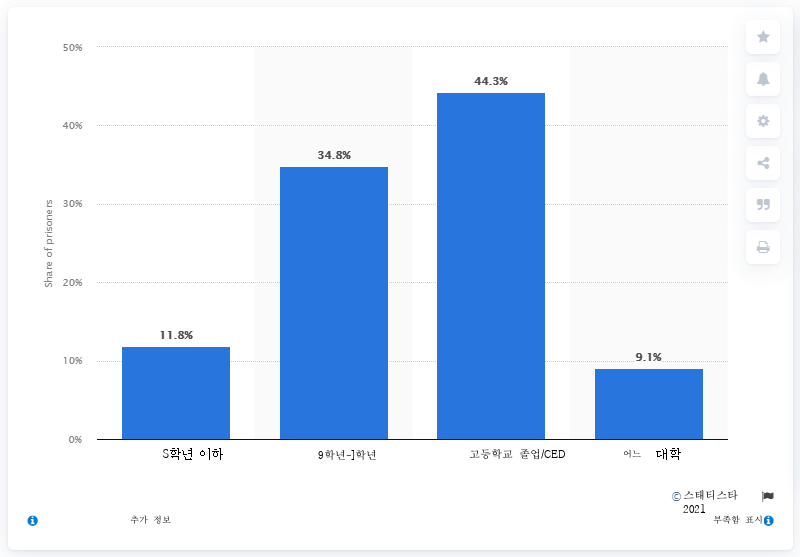 50%
44.3%
40%
34.8%
Share of prisoners
30%
20%
11.8%
9.1%
10%
0%
S학년 이하
9학년-]학년
고등학교 졸업/CED
어느 대학
© 스태티스타 2021
추가 정보
부족함 표시